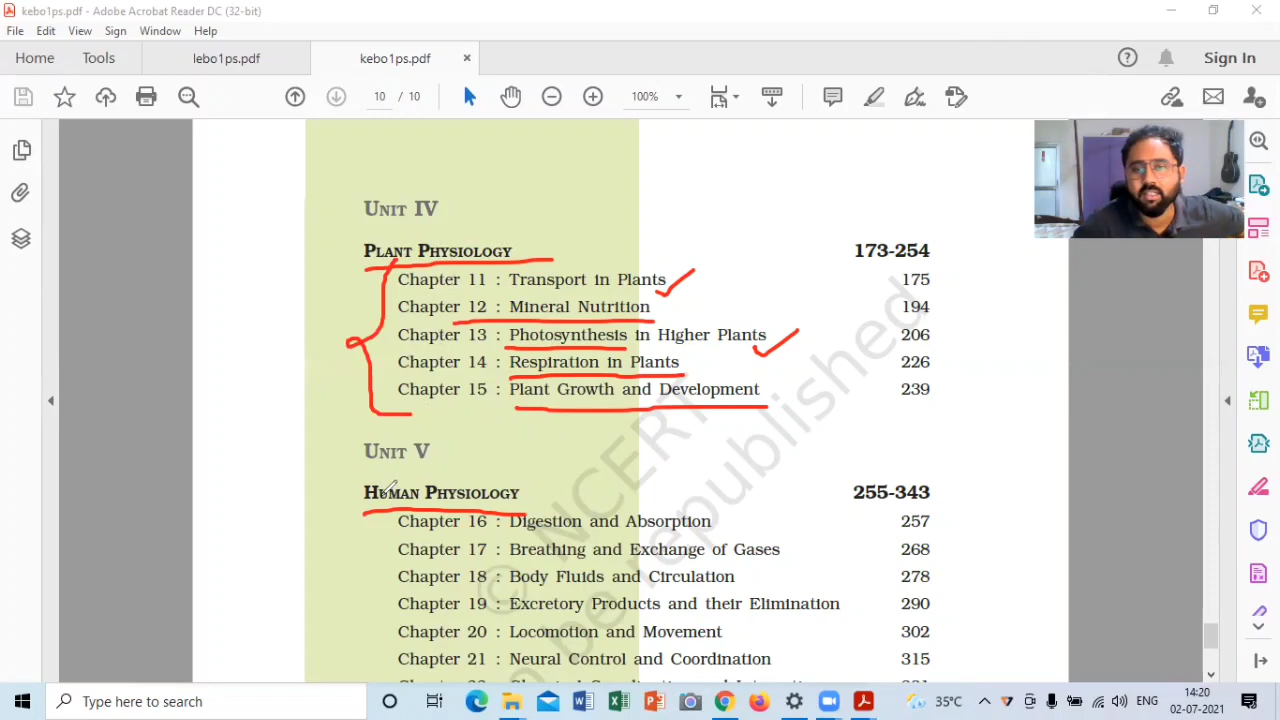 kebo1ps.pdf - Adobe Acrobat Reader DC (32-bit)
File Edit View Sign Window Help
Home Tools lebo1ps.pdf kebo1ps.pdf × Sign In
10 / 10 100%
UNIT IV
PLANT PHYSIOLOGY 173-254
Chapter 11 : Transport in Plants 175
Chapter 12 : Mineral Nutrition 194
Chapter 13 : Photosynthesis in Higher Plants 206
Chapter 14 : Respiration in Plants 226
Chapter 15 : Plant Growth and Development 239
UNIT V
HUMAN PHYSIOLOGY 255-343
Chapter 16 : Digestion and Absorption 257
Chapter 17 : Breathing and Exchange of Gases 268
Chapter 18 : Body Fluids and Circulation 278
Chapter 19 : Excretory Products and their Elimination 290
Chapter 20 : Locomotion and Movement 302
Chapter 21 : Neural Control and Coordination 315
© NCERT
be republished
Type here to search
35°C
ENG
14:20
02-07-2021